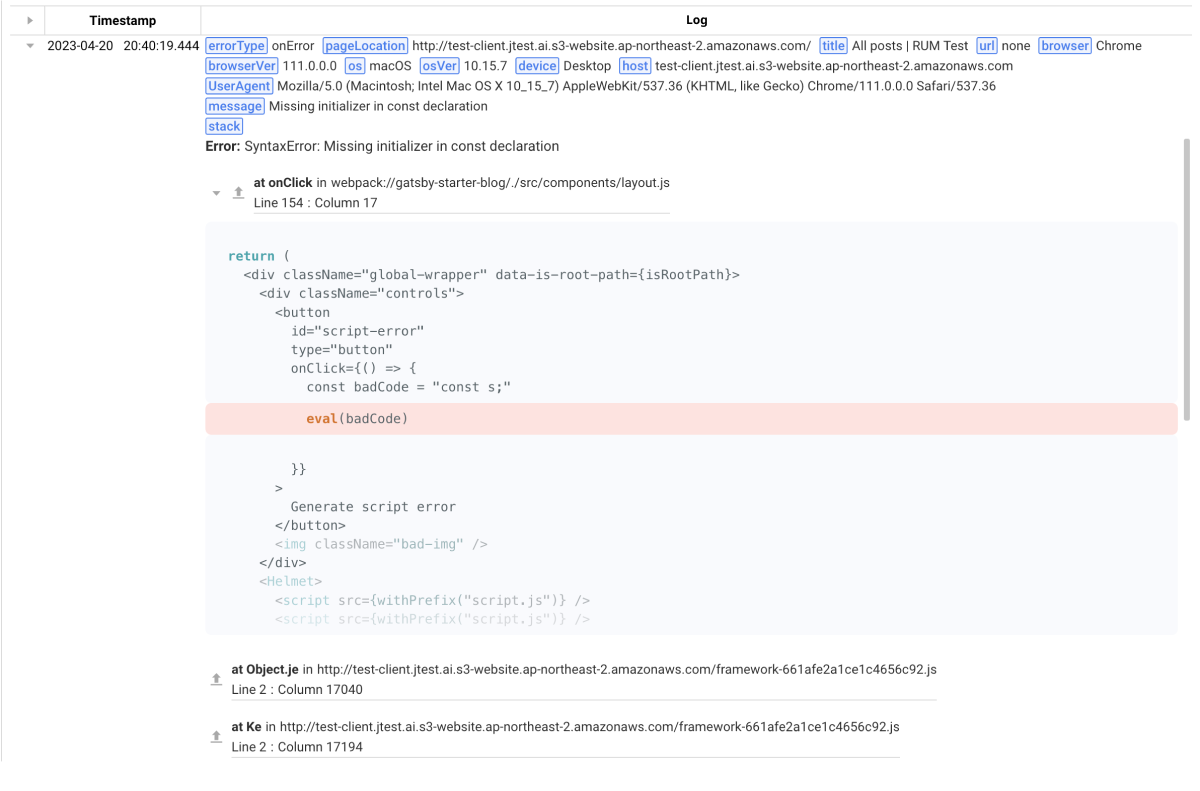 Timestamp Log
2023-04-20 20:40:19.444 errorType onError pageLocation http://test-client.jtest.ai.s3-website.ap-northeast-2.amazonaws.com/ title All posts | RUM Test url none browser Chrome
browserVer 111.0.0.0 os macOS osVer 10.15.7 device Desktop host test-client.jtest.ai.s3-website.ap-northeast-2.amazonaws.com
UserAgent Mozilla/5.0 (Macintosh; Intel Mac OS X 10_15_7) AppleWebKit/537.36 (KHTML, like Gecko) Chrome/111.0.0.0 Safari/537.36
message Missing initializer in const declaration
stack
Error: SyntaxError: Missing initializer in const declaration
at onClick in webpack://gatsby-starter-blog/./src/components/layout.js
Line 154 : Column 17
return (
<div className="global-wrapper" data-is-root-path={isRootPath}>
<div className="controls">
<button
id="script-error"
type="button"
onClick={() => {
const badCode = "const s;"
eval(badCode)
}}
>
Generate script error
</button>
<img className="bad-img" />
</div>
<Helmet>
<script src={withPrefix("script.js")} />
<script src={withPrefix("script.js")} />
at Object.je in http://test-client.jtest.ai.s3-website.ap-northeast-2.amazonaws.com/framework-661afe2a1ce1c4656c92.js
Line 2 : Column 17040
at Ke in http://test-client.jtest.ai.s3-website.ap-northeast-2.amazonaws.com/framework-661afe2a1ce1c4656c92.js
Line 2 : Column 17194